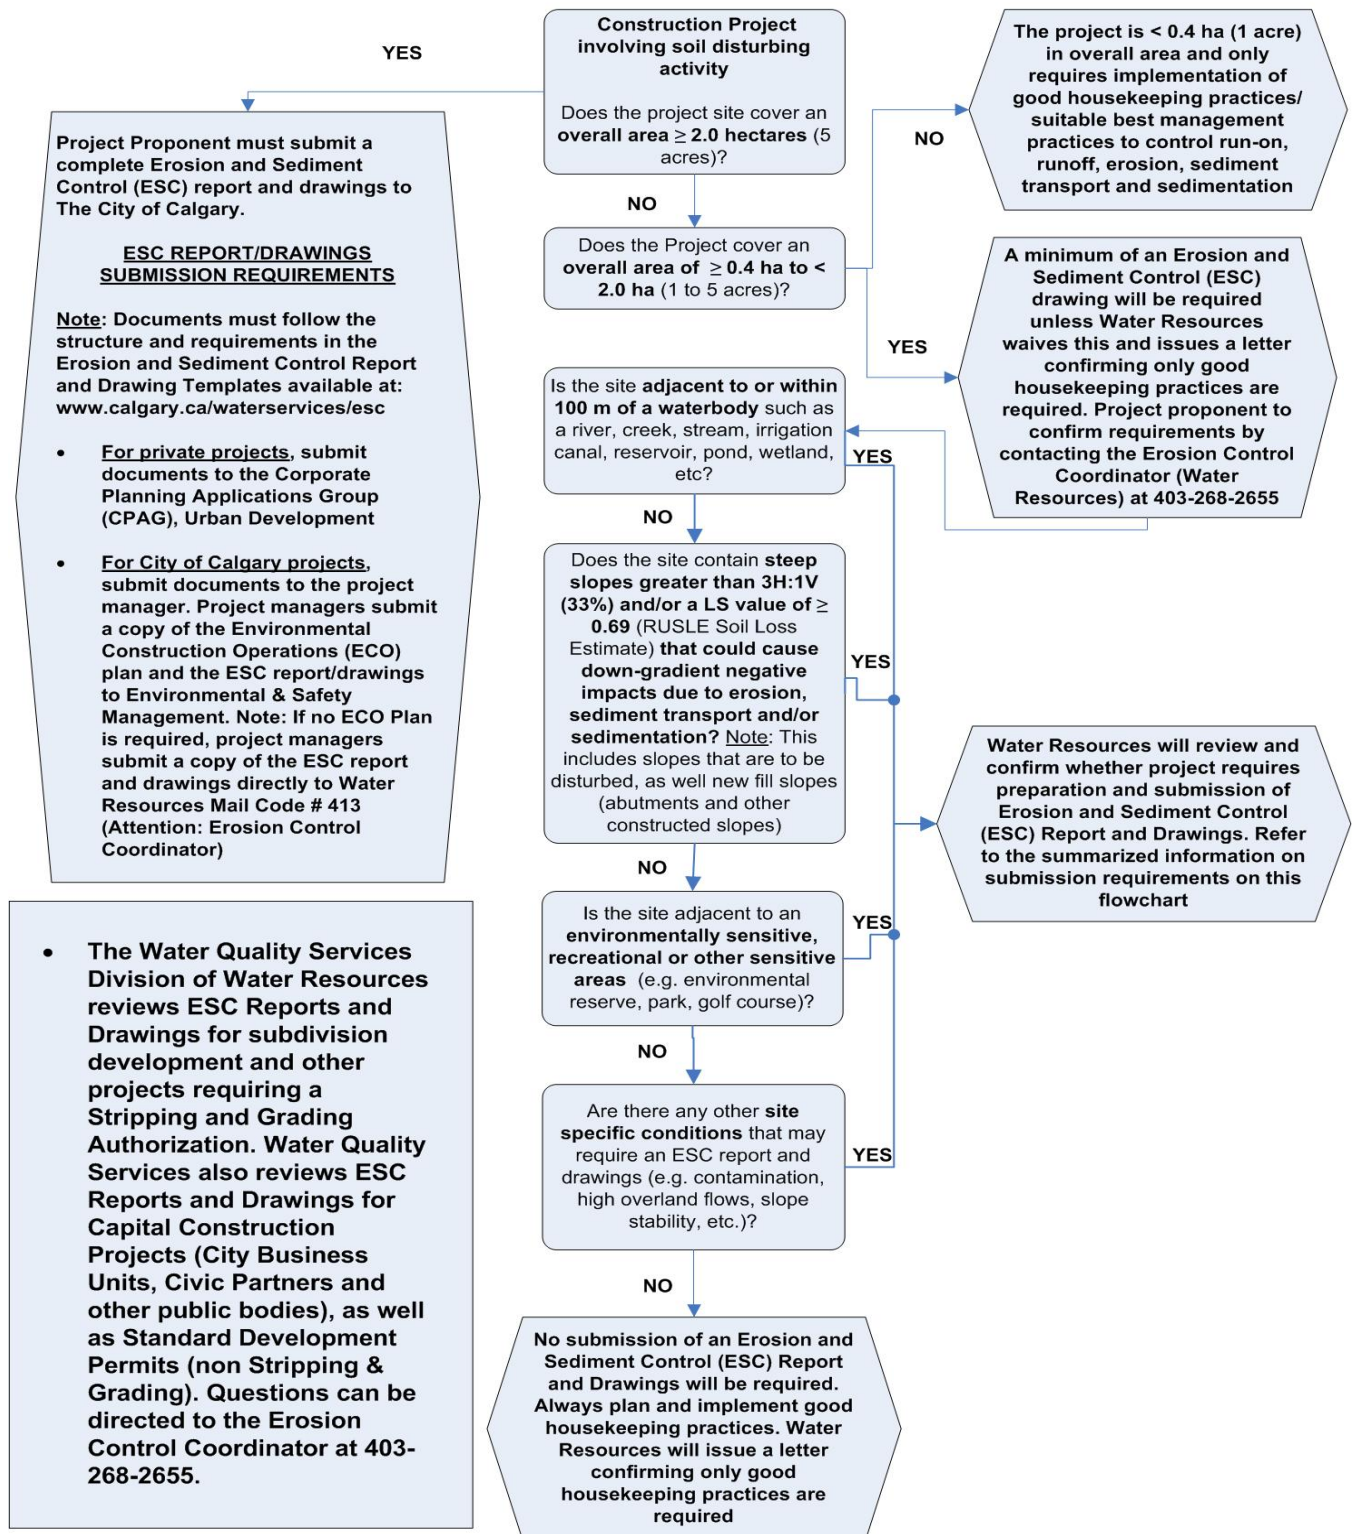 Construction Project
involving soil disturbing
activity
Does the project site cover an
overall area ≥ 2.0 hectares (5
acres)?
YES
NO
Project Proponent must submit a
complete Erosion and Sediment
Control (ESC) report and drawings to
The City of Calgary.
ESC REPORT/DRAWINGS
SUBMISSION REQUIREMENTS
Note: Documents must follow the
structure and requirements in the
Erosion and Sediment Control Report
and Drawing Templates available at:
www.calgary.ca/waterservices/esc
• For private projects, submit
documents to the Corporate
Planning Applications Group
(CPAG), Urban Development
• For City of Calgary projects,
submit documents to the project
manager. Project managers submit
a copy of the Environmental
Construction Operations (ECO)
plan and the ESC report/drawings
to Environmental & Safety
Management. Note: If no ECO Plan
is required, project managers
submit a copy of the ESC report
and drawings directly to Water
Resources Mail Code # 413
(Attention: Erosion Control
Coordinator)
Does the Project cover an
overall area of ≥ 0.4 ha to <
2.0 ha (1 to 5 acres)?
NO
The project is < 0.4 ha (1 acre)
in overall area and only
requires implementation of
good housekeeping practices/
suitable best management
practices to control run-on,
runoff, erosion, sediment
transport and sedimentation
YES
A minimum of an Erosion and
Sediment Control (ESC)
drawing will be required
unless Water Resources
waives this and issues a letter
confirming only good
housekeeping practices are
required. Project proponent to
confirm requirements by
contacting the Erosion Control
Coordinator (Water
Resources) at 403-268-2655
Is the site adjacent to or within
100 m of a waterbody such as
a river, creek, stream, irrigation
canal, reservoir, pond, wetland,
etc?
YES
NO
Does the site contain steep
slopes greater than 3H:1V
(33%) and/or a LS value of ≥
0.69 (RUSLE Soil Loss
Estimate) that could cause
down-gradient negative
impacts due to erosion,
sediment transport and/or
sedimentation? Note: This
includes slopes that are to be
disturbed, as well new fill slopes
(abutments and other
constructed slopes)
YES
NO
Is the site adjacent to an
environmentally sensitive,
recreational or other sensitive
areas (e.g. environmental
reserve, park, golf course)?
YES
NO
Are there any other site
specific conditions that may
require an ESC report and
drawings (e.g. contamination,
high overland flows, slope
stability, etc.)?
YES
NO
Water Resources will review and
confirm whether project requires
preparation and submission of
Erosion and Sediment Control
(ESC) Report and Drawings. Refer
to the summarized information on
submission requirements on this
flowchart
No submission of an Erosion and
Sediment Control (ESC) Report
and Drawings will be required.
Always plan and implement good
housekeeping practices. Water
Resources will issue a letter
confirming only good
housekeeping practices are
required
• The Water Quality Services
Division of Water Resources
reviews ESC Reports and
Drawings for subdivision
development and other
projects requiring a
Stripping and Grading
Authorization. Water Quality
Services also reviews ESC
Reports and Drawings for
Capital Construction
Projects (City Business
Units, Civic Partners and
other public bodies), as well
as Standard Development
Permits (non Stripping &
Grading). Questions can be
directed to the Erosion
Control Coordinator at 403-
268-2655.